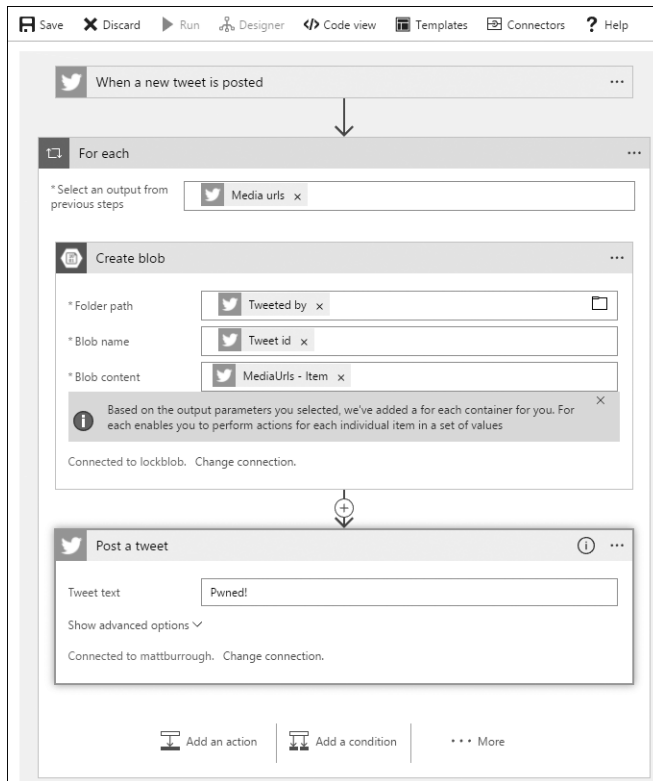 Save Discard Run Designer Code view Templates Connectors Help
When a new tweet is posted
For each
*Select an output from
previous steps
Media urls x
Create blob
*Folder path
Tweeted by x
*Blob name
Tweet id x
*Blob content
MediaUrls - Item x
Based on the output parameters you selected, we've added a for each container for you. For
each enables you to perform actions for each individual item in a set of values
Connected to lockblob. Change connection.
Post a tweet
Tweet text
Pwned!
Show advanced options
Connected to mattburrough. Change connection.
Add an action Add a condition ••• More